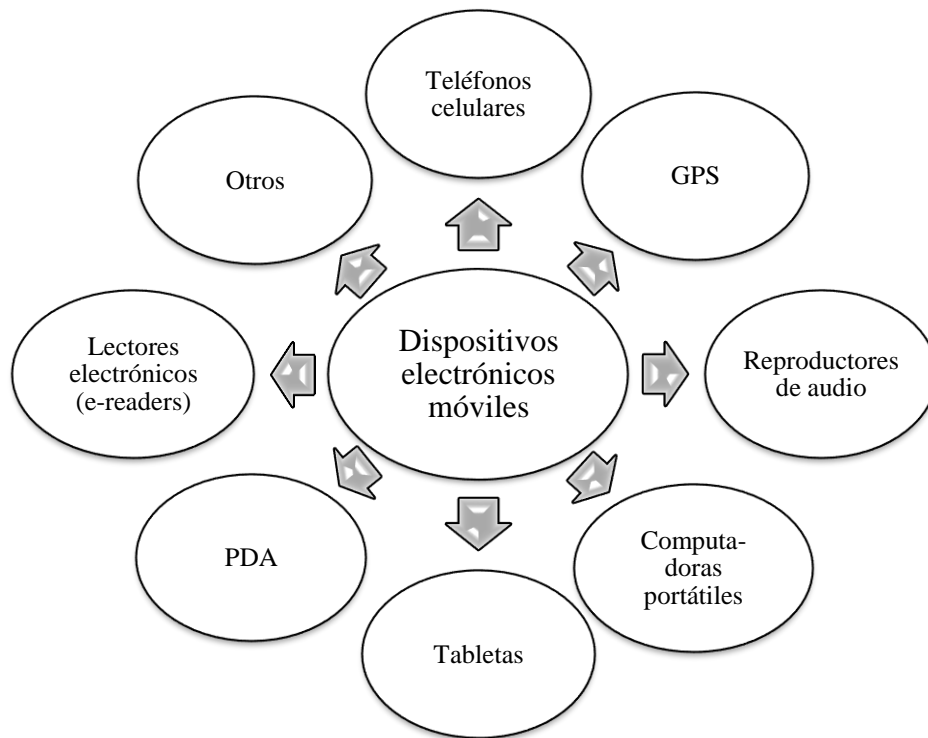 Teléfonos
celulares
GPS
Reproductores
de audio
Computa-
doras
portátiles
Tabletas
PDA
Lectores
electrónicos
(e-readers)
Otros
Dispositivos
electrónicos
móviles